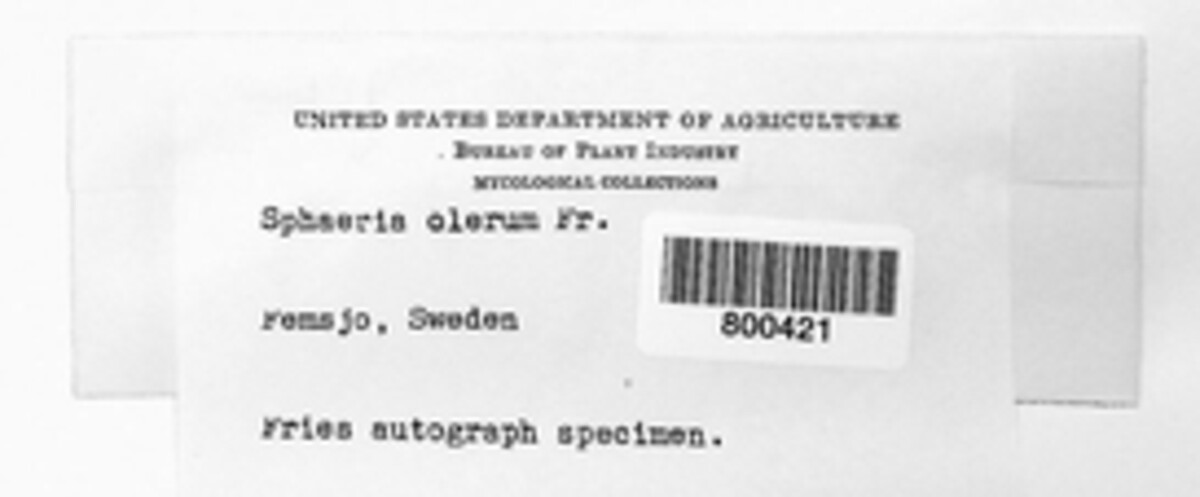 UNITED STATES DEPARTMENT OF AGRICULTURE
BUREAU OF PLANT INDUSTRY
MYCOLOGICAL COLLECTIONS
Sphaeria olerum Fr.
800421
Femsjo, Sweden
Fries autograph specimen.